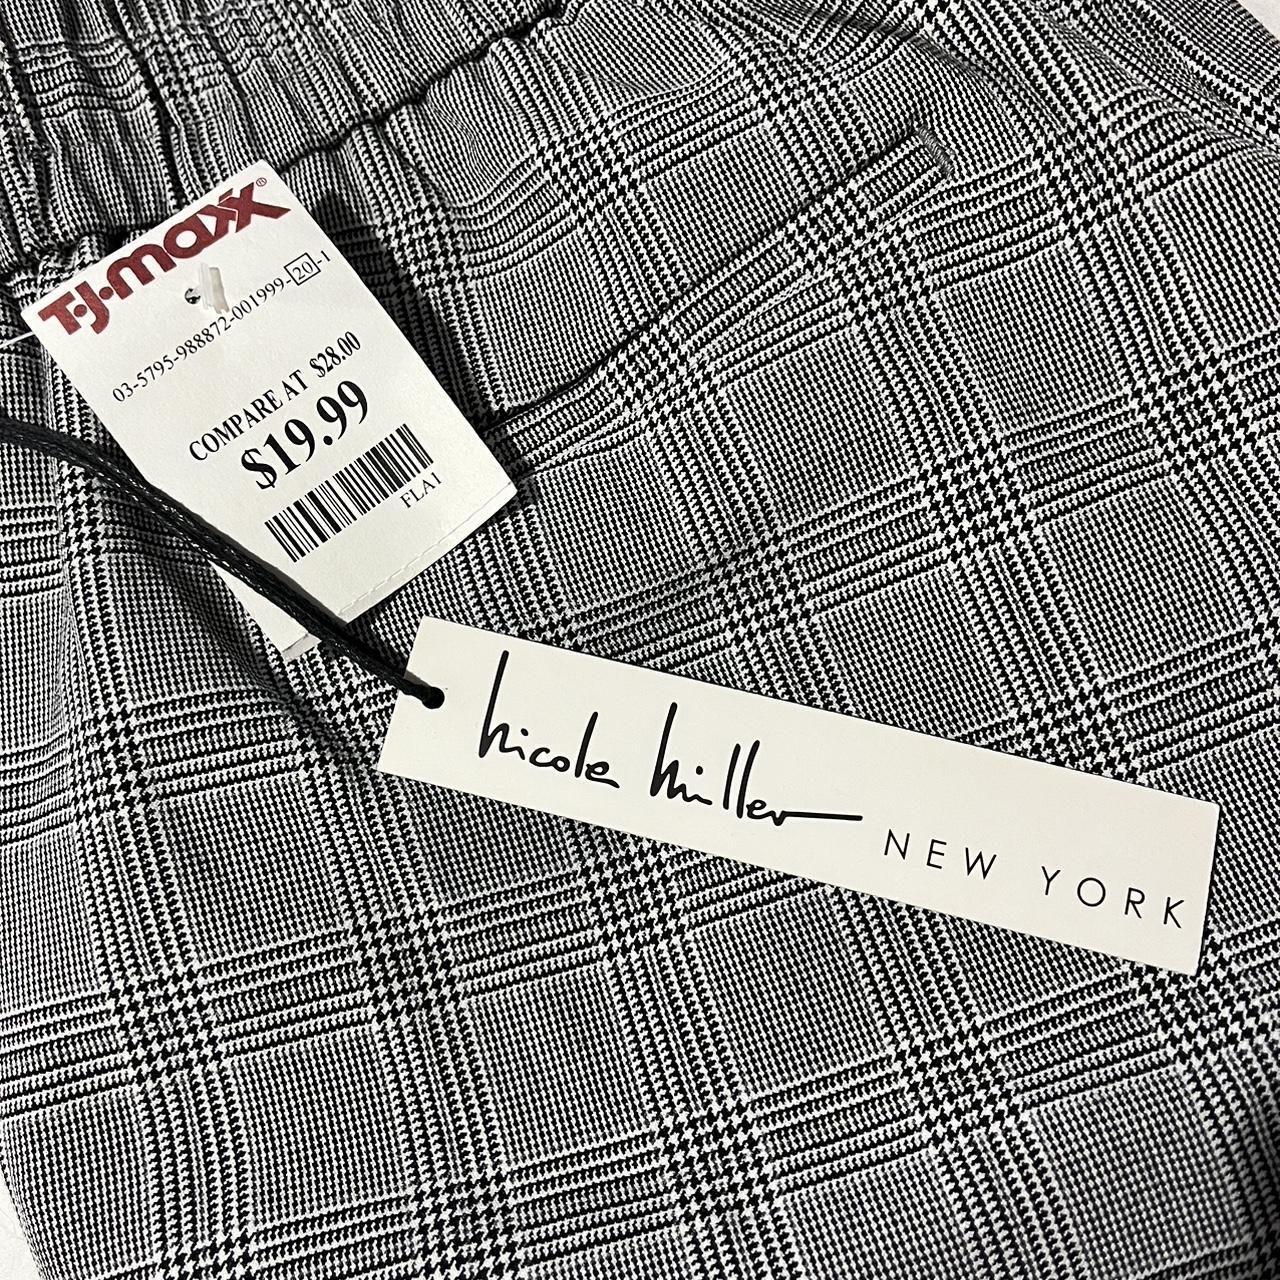 T·J·maxx®
03-5795-988872-001999-20-1
COMPARE AT $28.00
$19.99
FLA1
nicole miller NEW YORK